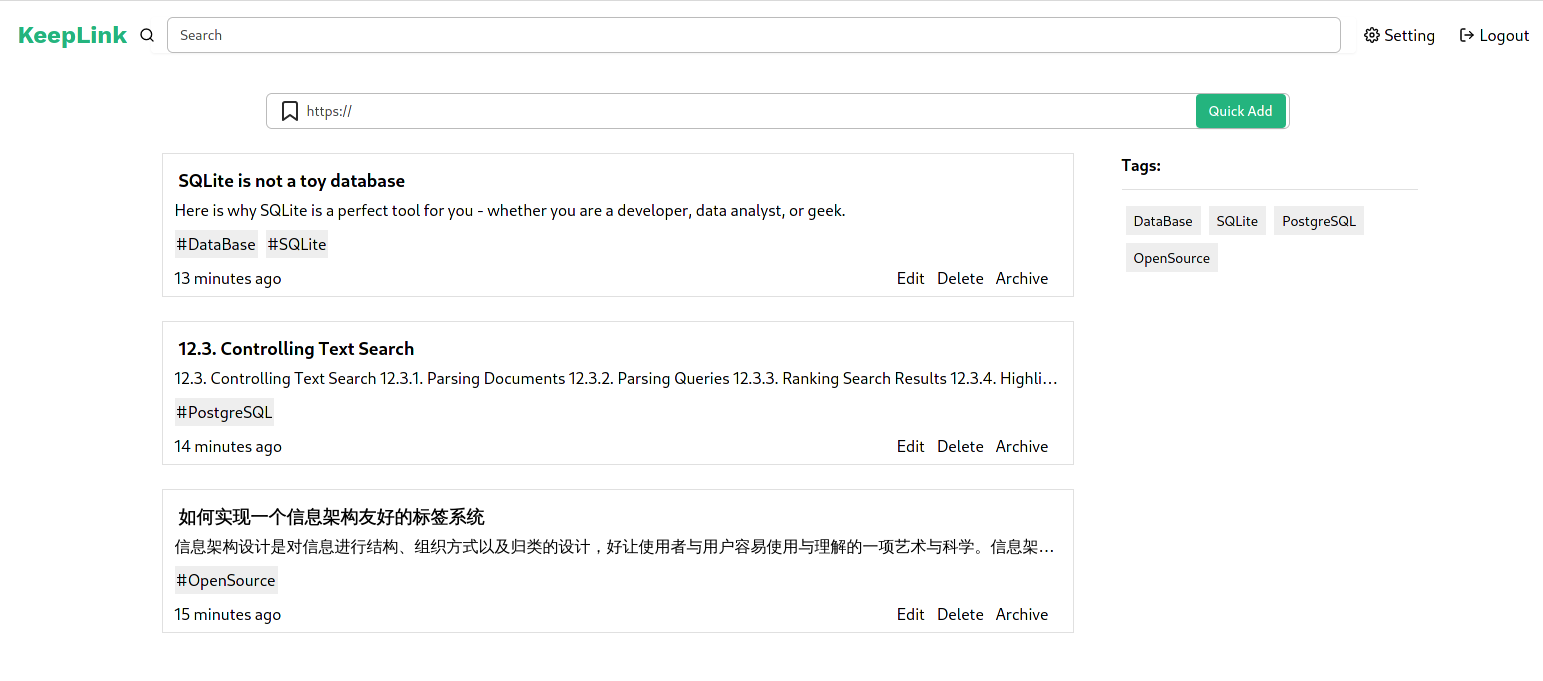 KeepLink Search Setting Logout
https:// Quick Add
SQLite is not a toy database
Here is why SQLite is a perfect tool for you - whether you are a developer, data analyst, or geek.
#DataBase #SQLite
13 minutes ago Edit Delete Archive
12.3. Controlling Text Search
12.3. Controlling Text Search 12.3.1. Parsing Documents 12.3.2. Parsing Queries 12.3.3. Ranking Search Results 12.3.4. Highli…
#PostgreSQL
14 minutes ago Edit Delete Archive
如何实现一个信息架构友好的标签系统
信息架构设计是对信息进行结构、组织方式以及归类的设计，好让使用者与用户容易使用与理解的一项艺术与科学。信息架…
#OpenSource
15 minutes ago Edit Delete Archive
Tags:
DataBase SQLite PostgreSQL
OpenSource